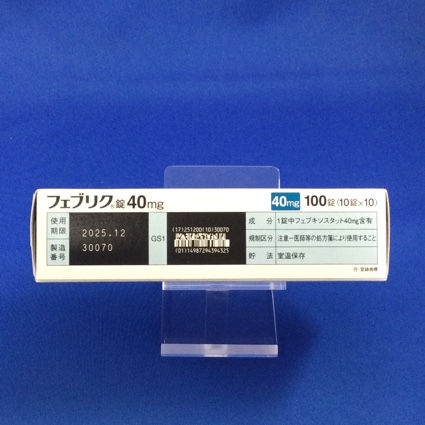 フェブリク®錠40mg
40mg 100錠(10錠×10)
使用期限 2025.12
製造番号 30070
GS1
(17)251200(10)30070
(01)14987294394325
成分 1錠中フェブキソスタット40mg含有
規制区分 注意-医師等の処方箋により使用すること
貯法 室温保存